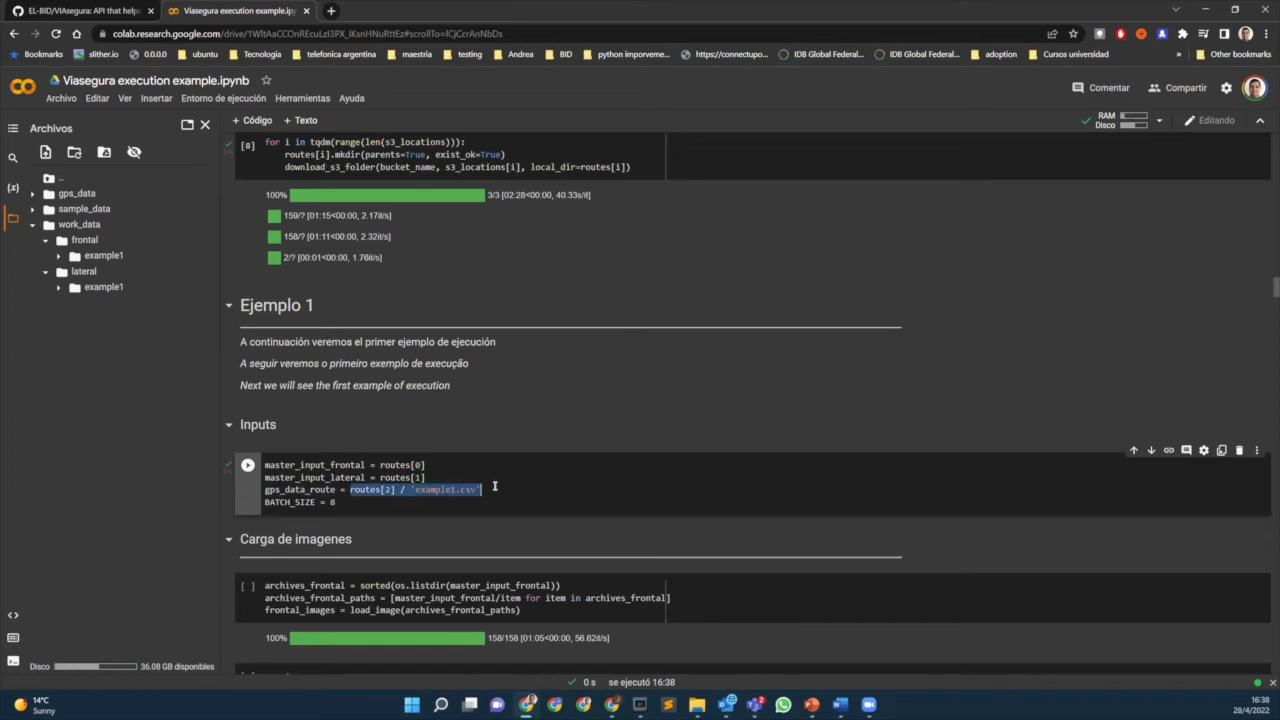 EL-BID/VIAsegura: API that helps
Viasegura execution example.ipyn
colab.research.google.com/drive/1WltAaCCOnREcuLzI3PX_IKsnHNuRttEz#scrollTo=ICjCcrAnNbDs
Bookmarks
slither.io
0.0.0.0
ubuntu
Tecnologia
telefonica argentina
maestria
testing
Andrea
BID
python imporveme...
https://connectupo...
IDB Global Federal...
IDB Global Federal...
adoption
Cursos universidad
»
Other bookmarks
Viasegura execution example.ipynb
Archivo Editar Ver Insertar Entorno de ejecución Herramientas Ayuda
Comentar
Compartir
+ Código + Texto
RAM
Disco
Editando
Archivos
..
gps_data
sample_data
work_data
frontal
example1
lateral
example1
Disco
36.08 GB disponibles
[8]
for i in tqdm(range(len(s3_locations))):
routes[i].mkdir(parents=True, exist_ok=True)
download_s3_folder(bucket_name, s3_locations[i], local_dir=routes[i])
100% 3/3 [02:28<00:00, 40.33s/it]
159/? [01:15<00:00, 2.17it/s]
158/? [01:11<00:00, 2.32it/s]
2/? [00:01<00:00, 1.76it/s]
Ejemplo 1
A continuación veremos el primer ejemplo de ejecución
A seguir veremos o primeiro exemplo de execução
Next we will see the first example of execution
Inputs
master_input_frontal = routes[0]
master_input_lateral = routes[1]
gps_data_route = routes[2] / 'example1.csv'
BATCH_SIZE = 8
Carga de imagenes
[ ]
archives_frontal = sorted(os.listdir(master_input_frontal))
archives_frontal_paths = [master_input_frontal/item for item in archives_frontal]
frontal_images = load_image(archives_frontal_paths)
100% 158/158 [01:05<00:00, 56.62it/s]
0 s se ejecutó 16:38
14°C
Sunny
16:38
28/4/2022